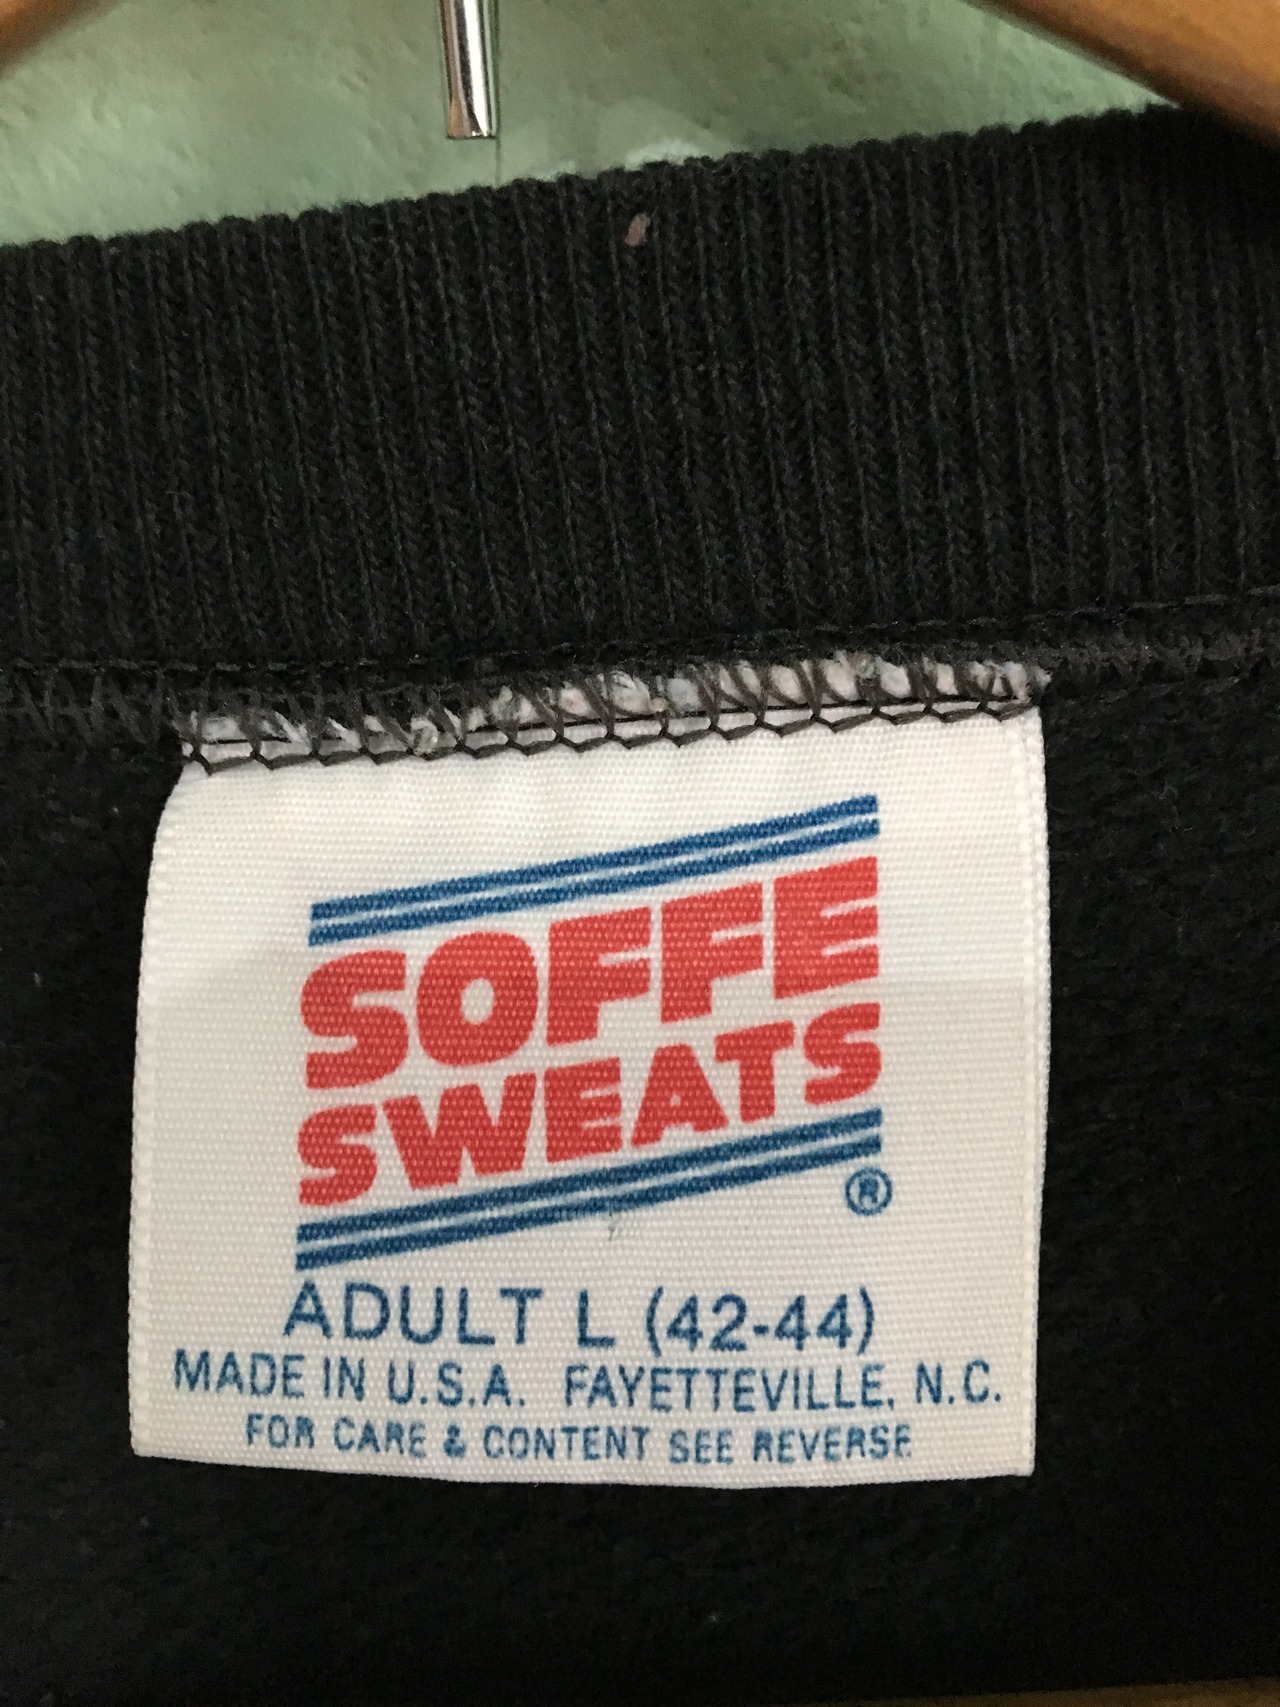 SOFFE
SWEATS
®
ADULT L (42-44)
MADE IN U.S.A. FAYETTEVILLE, N.C.
FOR CARE & CONTENT SEE REVERSE